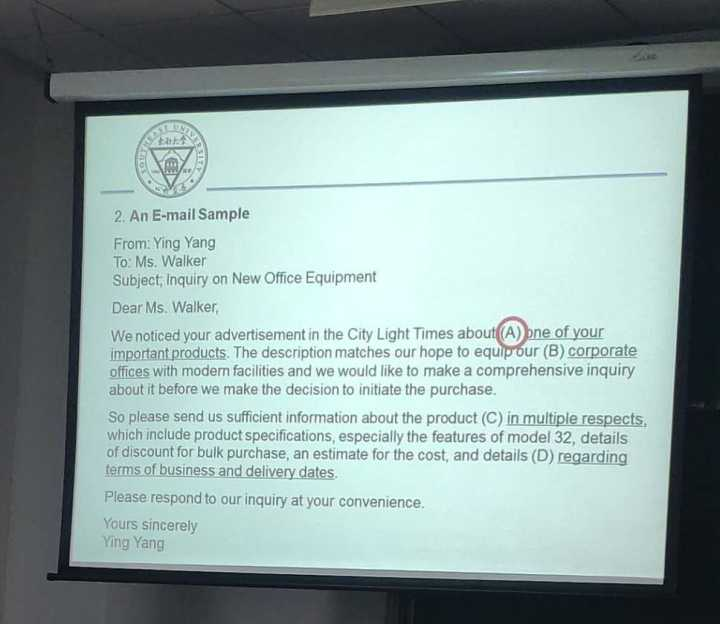 SOUTHEAST UNIVERSITY
2. An E-mail Sample
From: Ying Yang
To: Ms. Walker
Subject; Inquiry on New Office Equipment
Dear Ms. Walker,
We noticed your advertisement in the City Light Times about (A) one of your
important products. The description matches our hope to equip our (B) corporate
offices with modern facilities and we would like to make a comprehensive inquiry
about it before we make the decision to initiate the purchase.
So please send us sufficient information about the product (C) in multiple respects,
which include product specifications, especially the features of model 32, details
of discount for bulk purchase, an estimate for the cost, and details (D) regarding
terms of business and delivery dates.
Please respond to our inquiry at your convenience.
Yours sincerely
Ying Yang